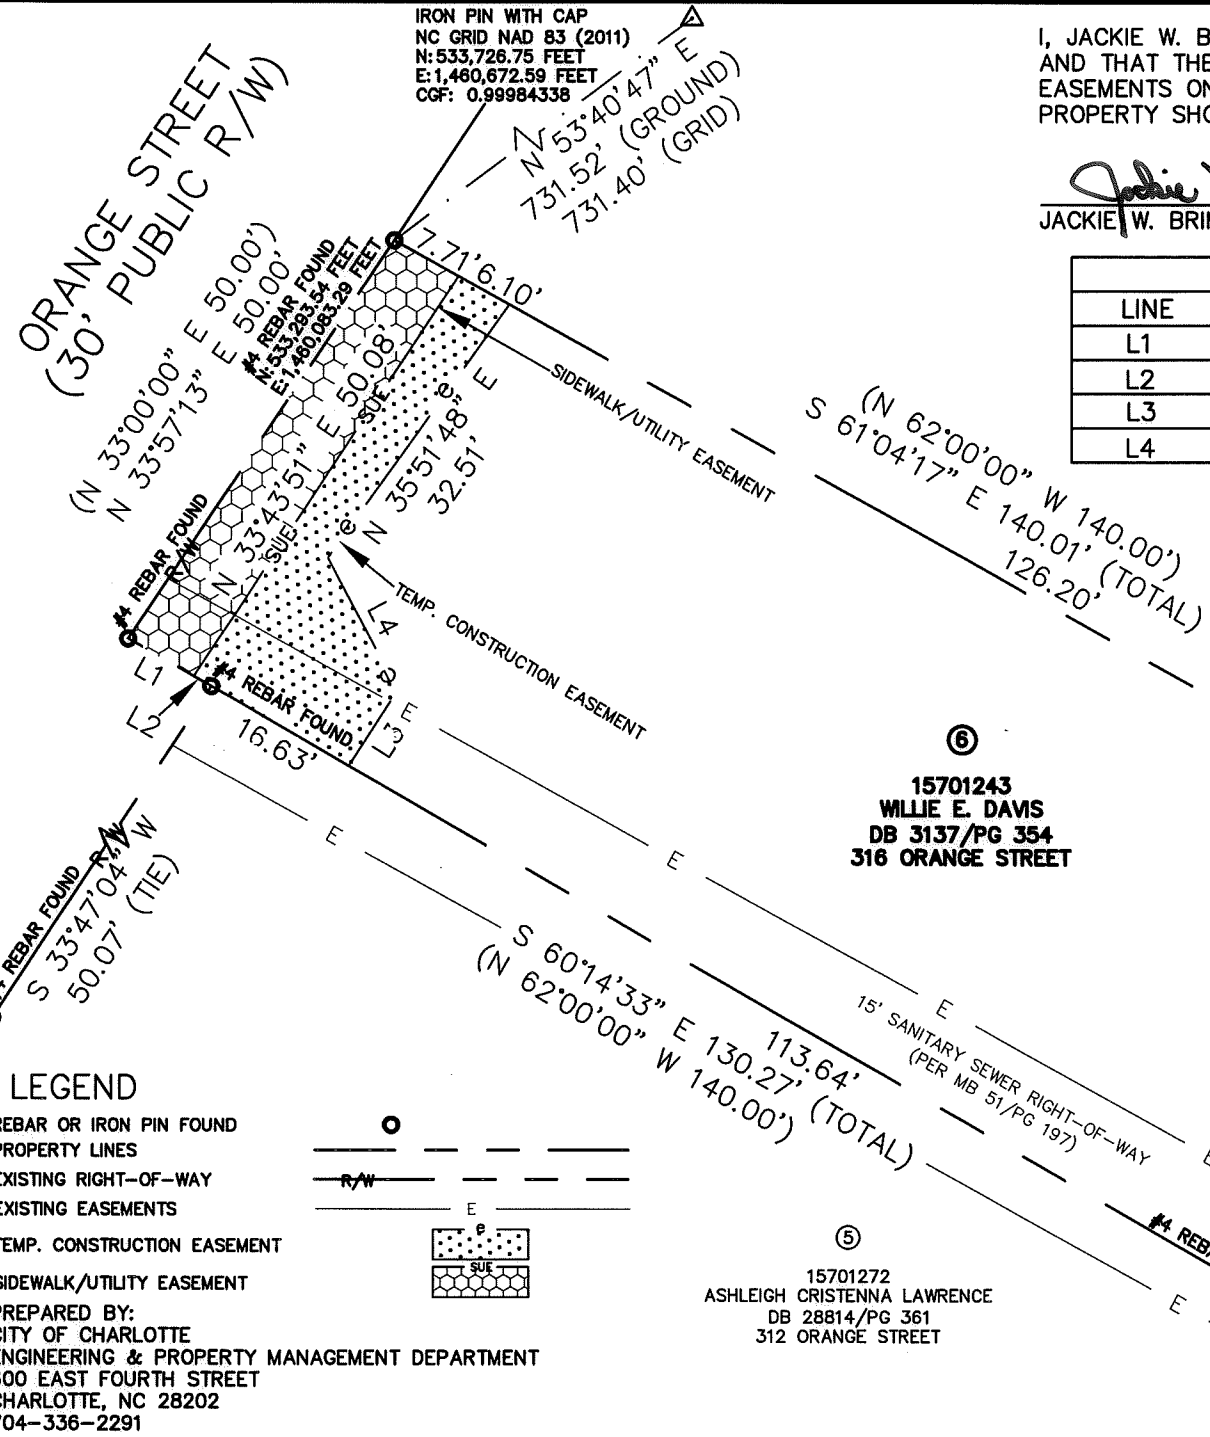 IRON PIN WITH CAP
NC GRID NAD 83 (2011)
N: 533,726.75 FEET
E: 1,460,672.59 FEET
CGF: 0.99984338
N 53°40'47" E
731.52' (GROUND)
731.40' (GRID)
I, JACKIE W. B
AND THAT THE
EASEMENTS ON
PROPERTY SHO
JACKIE W. BRI
LINE
L1
L2
L3
L4
ORANGE STREET
(30' PUBLIC R/W)
(N 33°00'00" E 50.00')
N 33°57'13" E 50.00'
#4 REBAR FOUND
N: 533,293.54 FEET
E: 1,460,083.29 FEET
7.71'
6.10'
N 33°43'51" E 50.08'
SUE
SUE
e
E
N 35°51'48"
32.51'
e
SIDEWALK/UTILITY EASEMENT
(N 62°00'00" W 140.00')
S 61°04'17" E 140.01' (TOTAL)
126.20'
#4 REBAR FOUND
R/W
L1
L2
L4
e
L3
#4 REBAR FOUND
16.63'
TEMP. CONSTRUCTION EASEMENT
E
E
E
E
E
E
6
15701243
WILLIE E. DAVIS
DB 3137/PG 354
316 ORANGE STREET
REBAR FOUND
R/W
S 33°47'04" W
50.07' (TIE)
113.64'
S 60°14'33" E 130.27' (TOTAL)
(N 62°00'00" W 140.00')
15' SANITARY SEWER RIGHT-OF-WAY
(PER MB 51/PG 197)
#4 REB
5
15701272
ASHLEIGH CRISTENNA LAWRENCE
DB 28814/PG 361
312 ORANGE STREET
LEGEND
REBAR OR IRON PIN FOUND
PROPERTY LINES
EXISTING RIGHT-OF-WAY
R/W
EXISTING EASEMENTS
E
TEMP. CONSTRUCTION EASEMENT
e
SIDEWALK/UTILITY EASEMENT
SUE
PREPARED BY:
CITY OF CHARLOTTE
ENGINEERING & PROPERTY MANAGEMENT DEPARTMENT
600 EAST FOURTH STREET
CHARLOTTE, NC 28202
704-336-2291